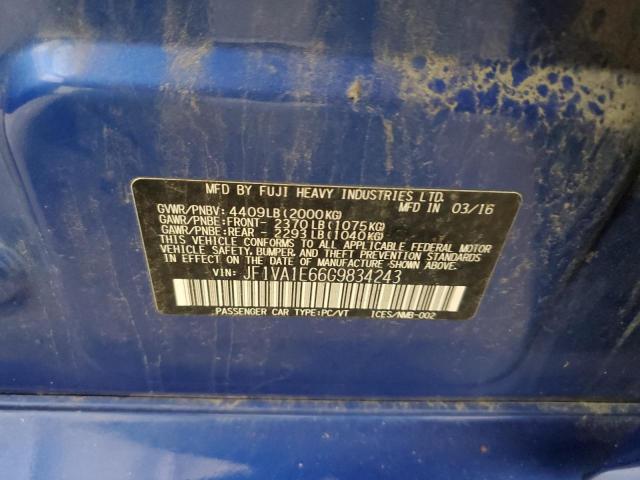 MFD BY FUJI HEAVY INDUSTRIES LTD.
MFD IN 03/16
GVWR/PNBV: 4409LB(2000KG)
GAWR/PNBE:FRONT- 2370LB(1075KG)
GAWR/PNBE:REAR - 2293LB(1040KG)
THIS VEHICLE CONFORMS TO ALL APPLICABLE FEDERAL MOTOR
VEHICLE SAFETY, BUMPER, AND THEFT PREVENTION STANDARDS
IN EFFECT ON THE DATE OF MANUFACTURE SHOWN ABOVE.
VIN: JF1VA1E66G9834243
PASSENGER CAR TYPE:PC/VT ICES/NMB-002